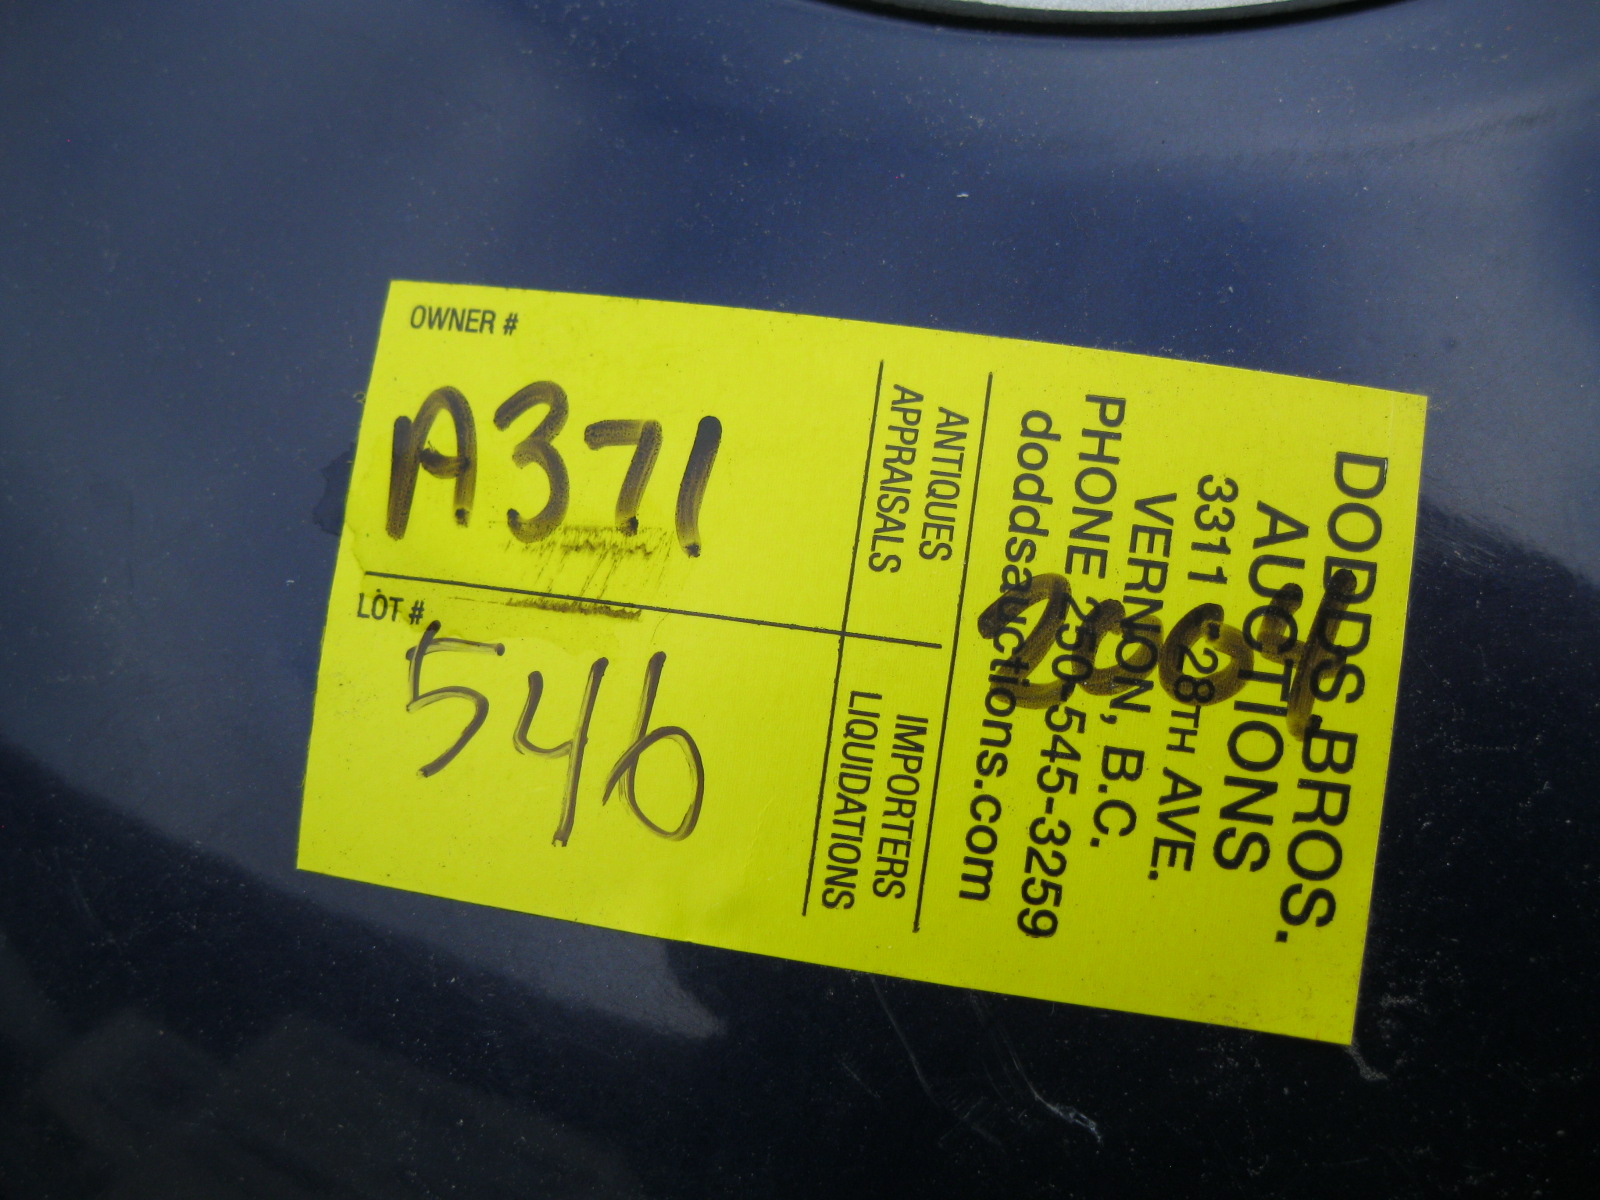 OWNER #
A371
LOT #
546
ANTIQUES
APPRAISALS
IMPORTERS
LIQUIDATIONS
DODDS BROS.
AUCTIONS
3311 - 28TH AVE.
VERNON, B.C.
PHONE 250-545-3259
doddsauctions.com